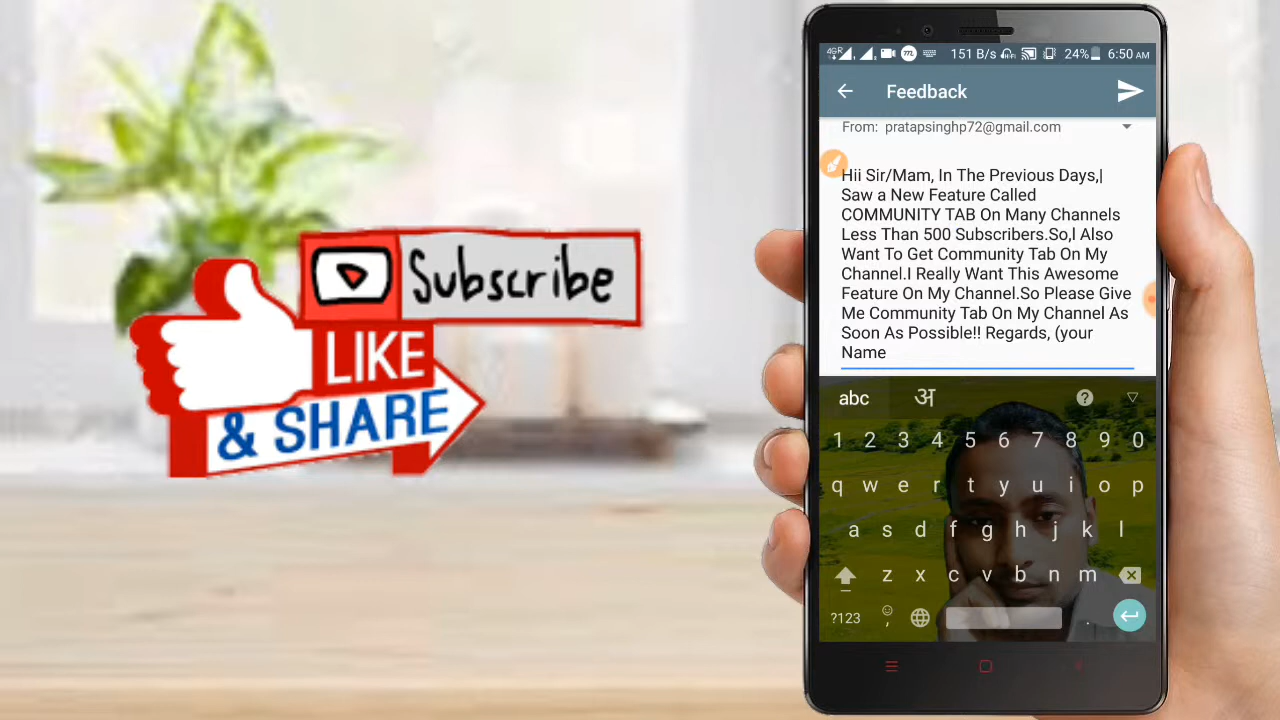 Subscribe
LIKE
& SHARE
4GR 151 B/s 24% 6:50 AM
Feedback
From: pratapsinghp72@gmail.com
Hii Sir/Mam, In The Previous Days,|
Saw a New Feature Called
COMMUNITY TAB On Many Channels
Less Than 500 Subscribers.So,l Also
Want To Get Community Tab On My
Channel.I Really Want This Awesome
Feature On My Channel.So Please Give
Me Community Tab On My Channel As
Soon As Possible!! Regards, (your
Name
abc अ ?
1 2 3 4 5 6 7 8 9 0
q w e r t y u i o p
a s d f g h j k l
z x c v b n m
?123 , .